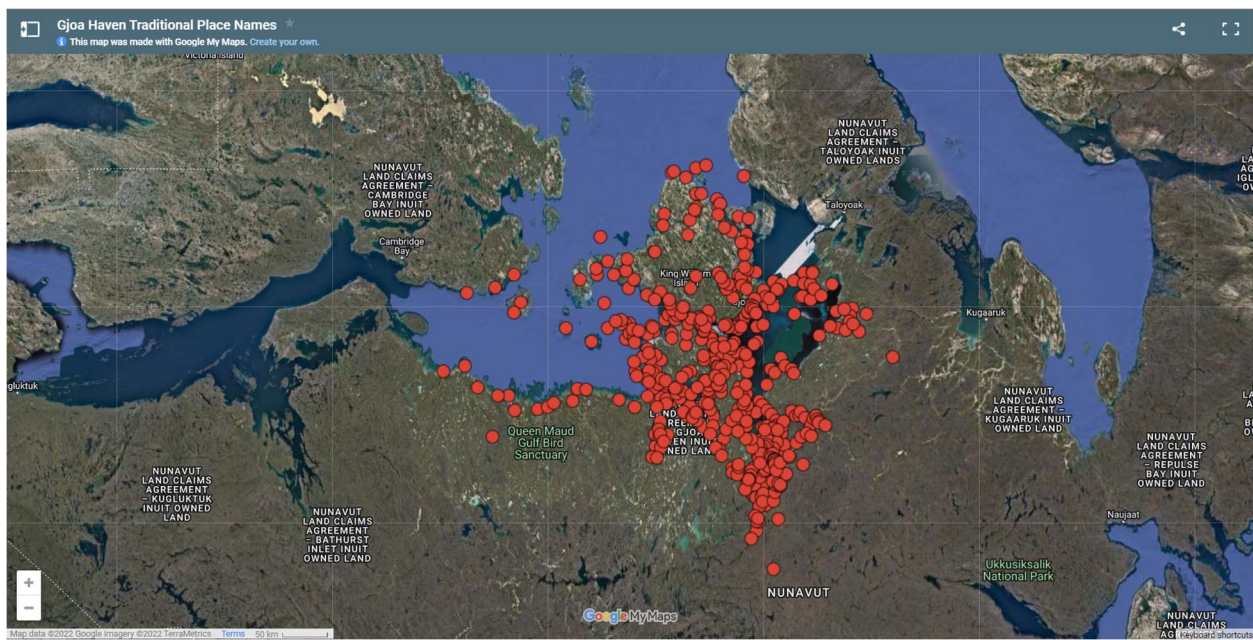 Gjoa Haven Traditional Place Names
This map was made with Google My Maps. Create your own.
Victoria Island
NUNAVUT
LAND CLAIMS
AGREEMENT –
TALOYOAK INUIT
OWNED LANDS
NUNAVUT
LAND CLAIMS
AGREEMENT –
CAMBRIDGE
BAY INUIT
OWNED LAND
Taloyoak
Cambridge
Bay
King William
Kugaaruk
NUNAVUT
LAND CLAIMS
AGREEMENT –
KUGAARUK INUIT
OWNED LAND
Queen Maud
Gulf Bird
Sanctuary
NUNAVUT
LAND CLAIMS
AGREEMENT
– REPULSE
BAY INUIT
OWNED LAND
NUNAVUT
LAND CLAIMS
AGREEMENT
– KUGLUKTUK
INUIT OWNED
LAND
NUNAVUT
LAND CLAIMS
AGREEMENT
– BATHURST
INLET INUIT
OWNED LAND
Naujaat
Ukkusiksalik
National Park
NUNAVUT
Google My Maps
NUNAVUT
LAND CLAIMS
Map data ©2022 Google Imagery ©2022 TerraMetrics Terms 50 km
Keyboard shortcuts